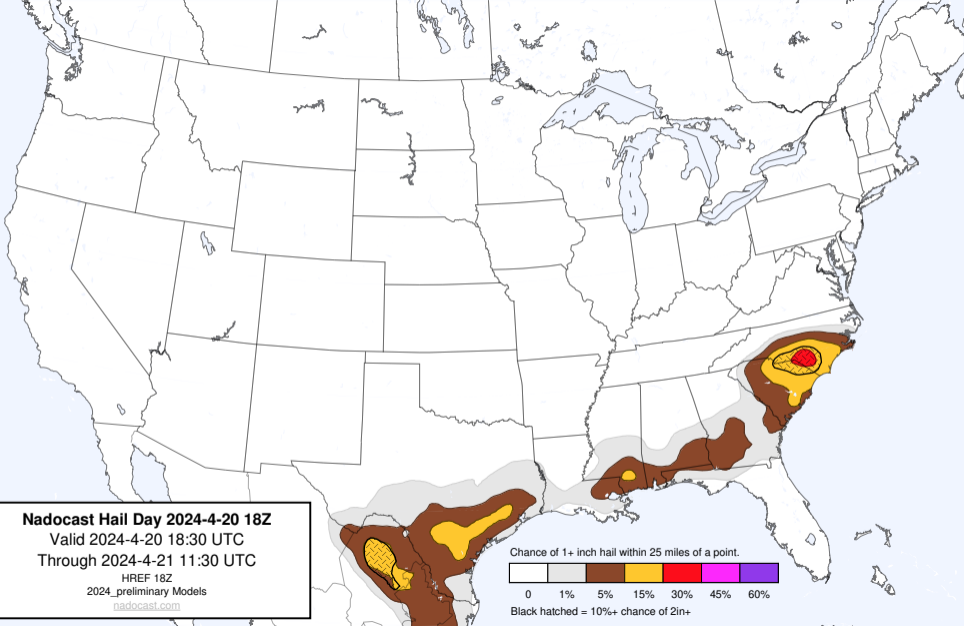 Nadocast Hail Day 2024-4-20 18Z
Valid 2024-4-20 18:30 UTC
Through 2024-4-21 11:30 UTC
HREF 18Z
2024_preliminary Models
nadocast.com
Chance of 1+ inch hail within 25 miles of a point.
0 1% 5% 15% 30% 45% 60%
Black hatched = 10%+ chance of 2in+